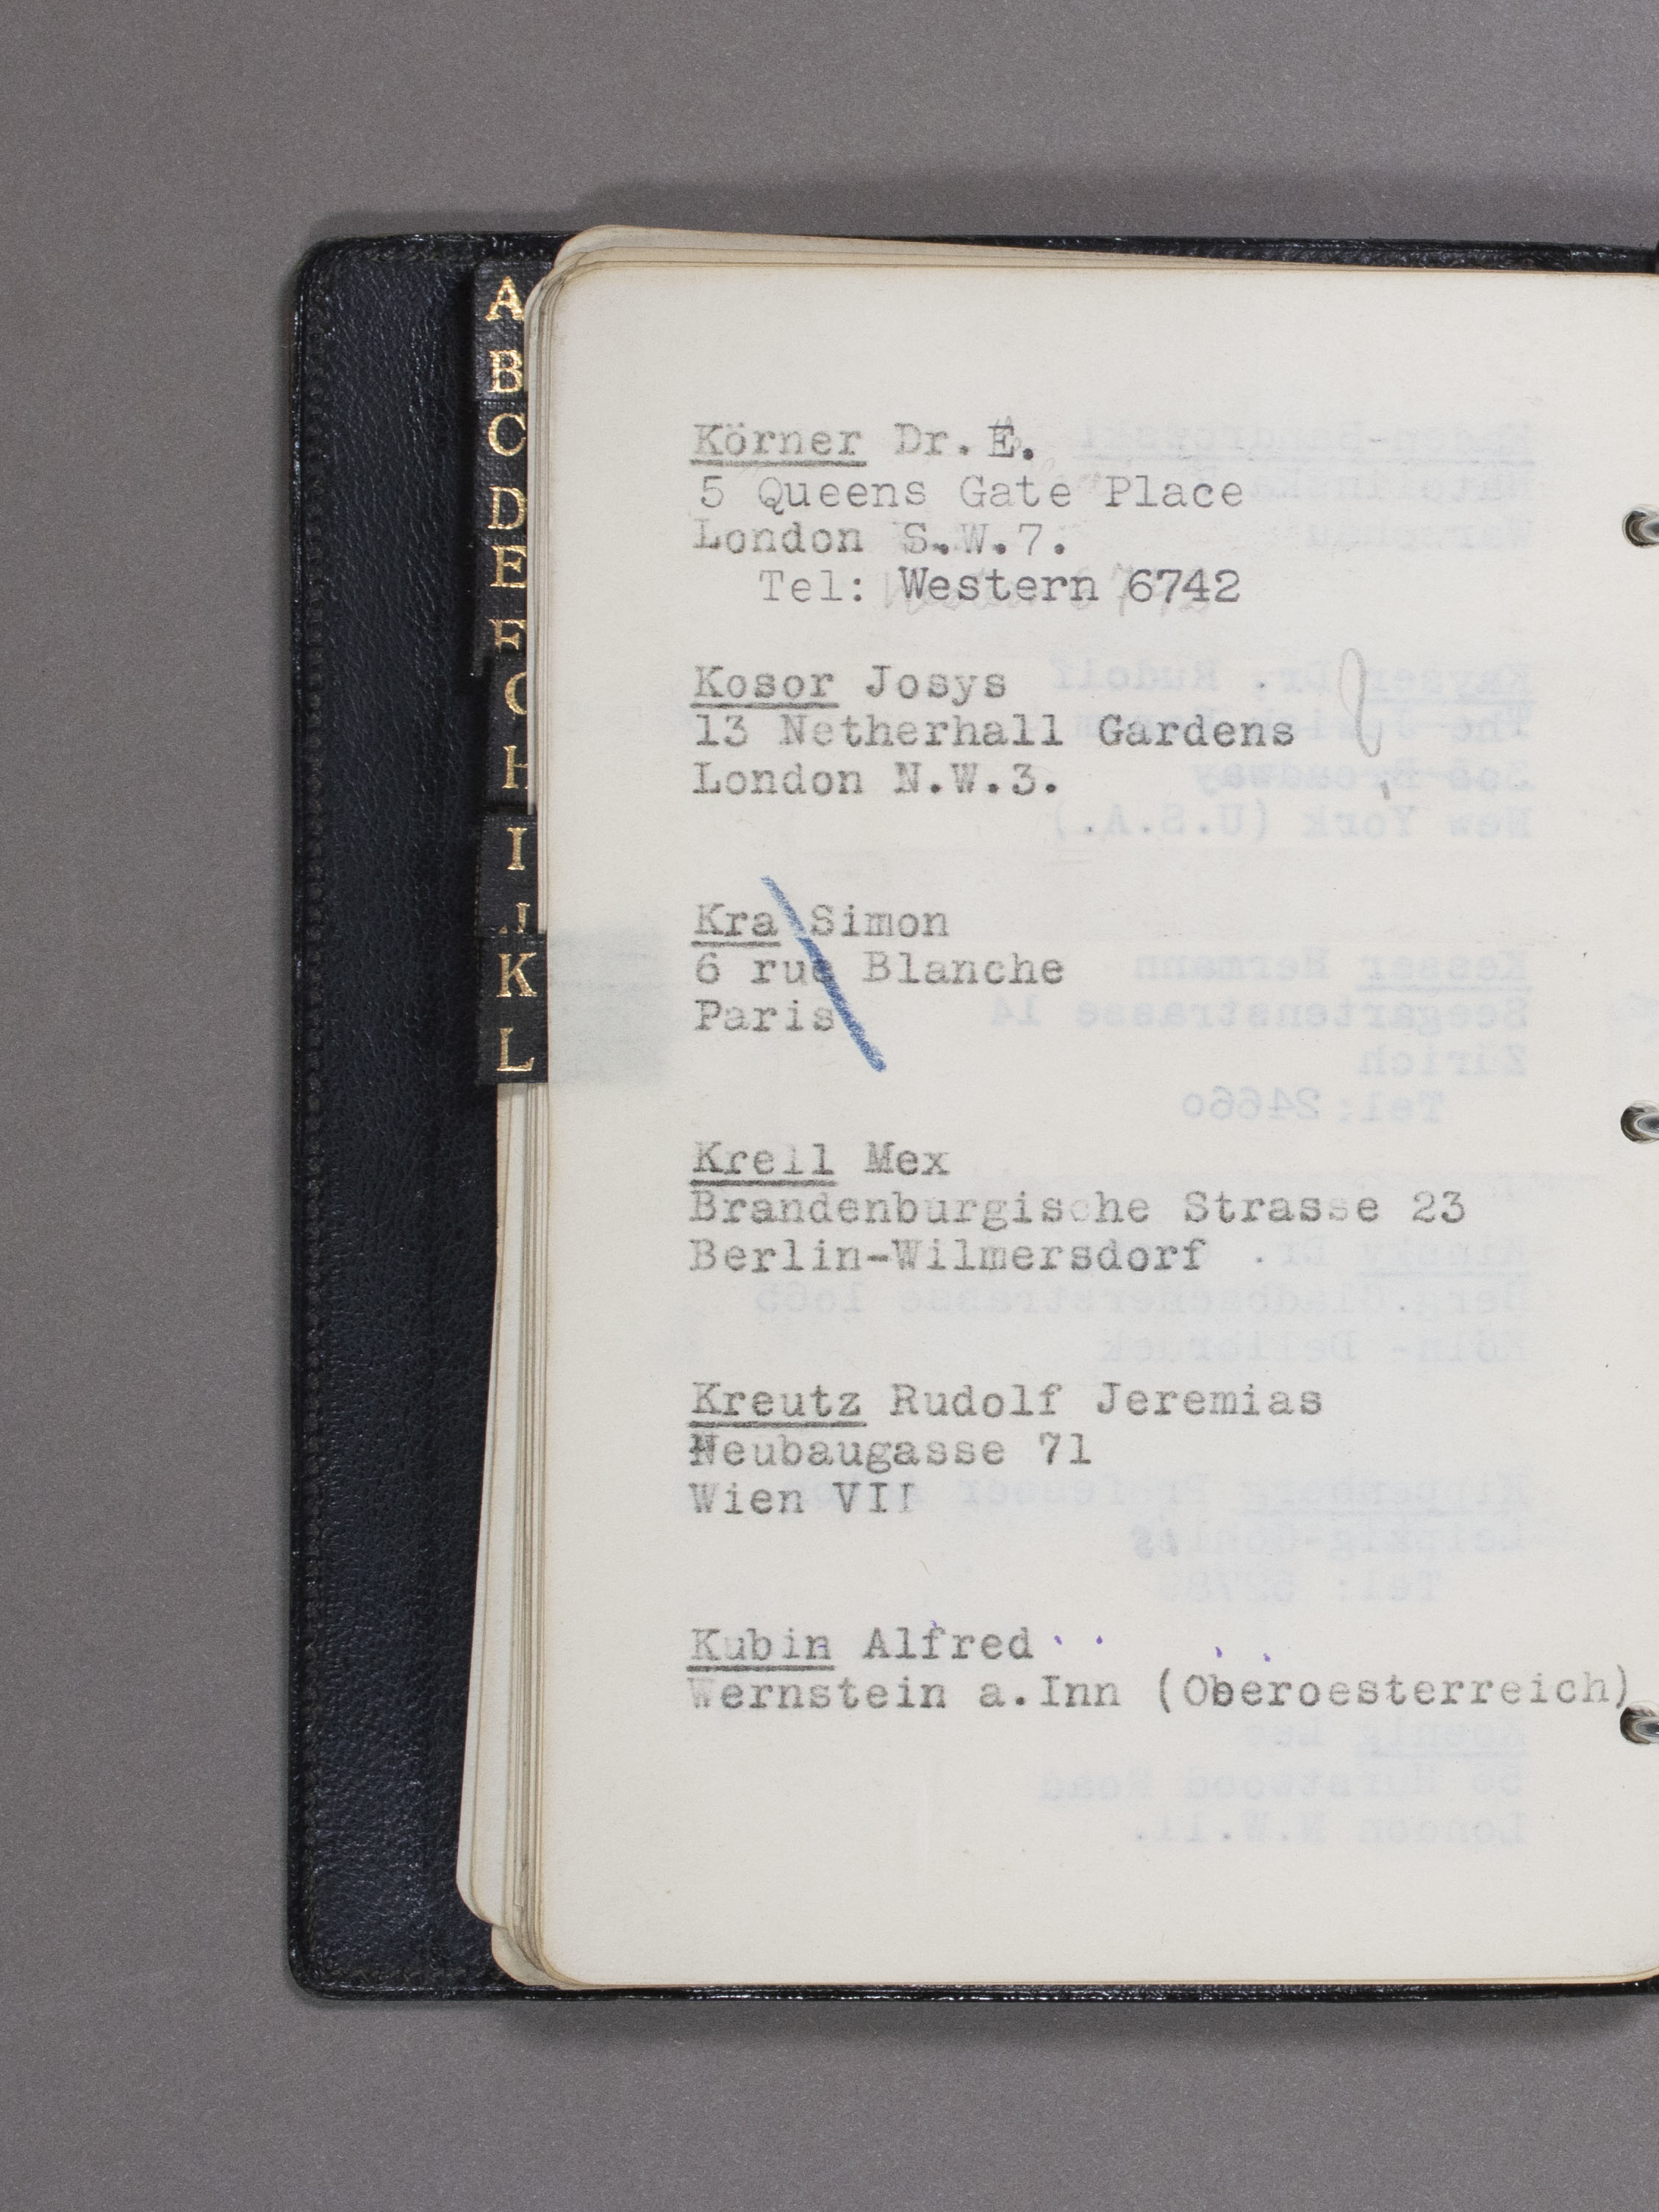 A
B
C
D
E
F
G
H
I
J
K
L
Körner Dr. E.
5 Queens Gate Place
London S.W.7.
Tel: Western 6742
Kosor Josys
13 Netherhall Gardens
London N.W.3.
Kra Simon
6 rue Blanche
Paris
Krell Mex
Brandenburgische Strasse 23
Berlin-Wilmersdorf
Kreutz Rudolf Jeremias
Neubaugasse 71
Wien VII
Kubin Alfred
Wernstein a.Inn (Oberoesterreich)